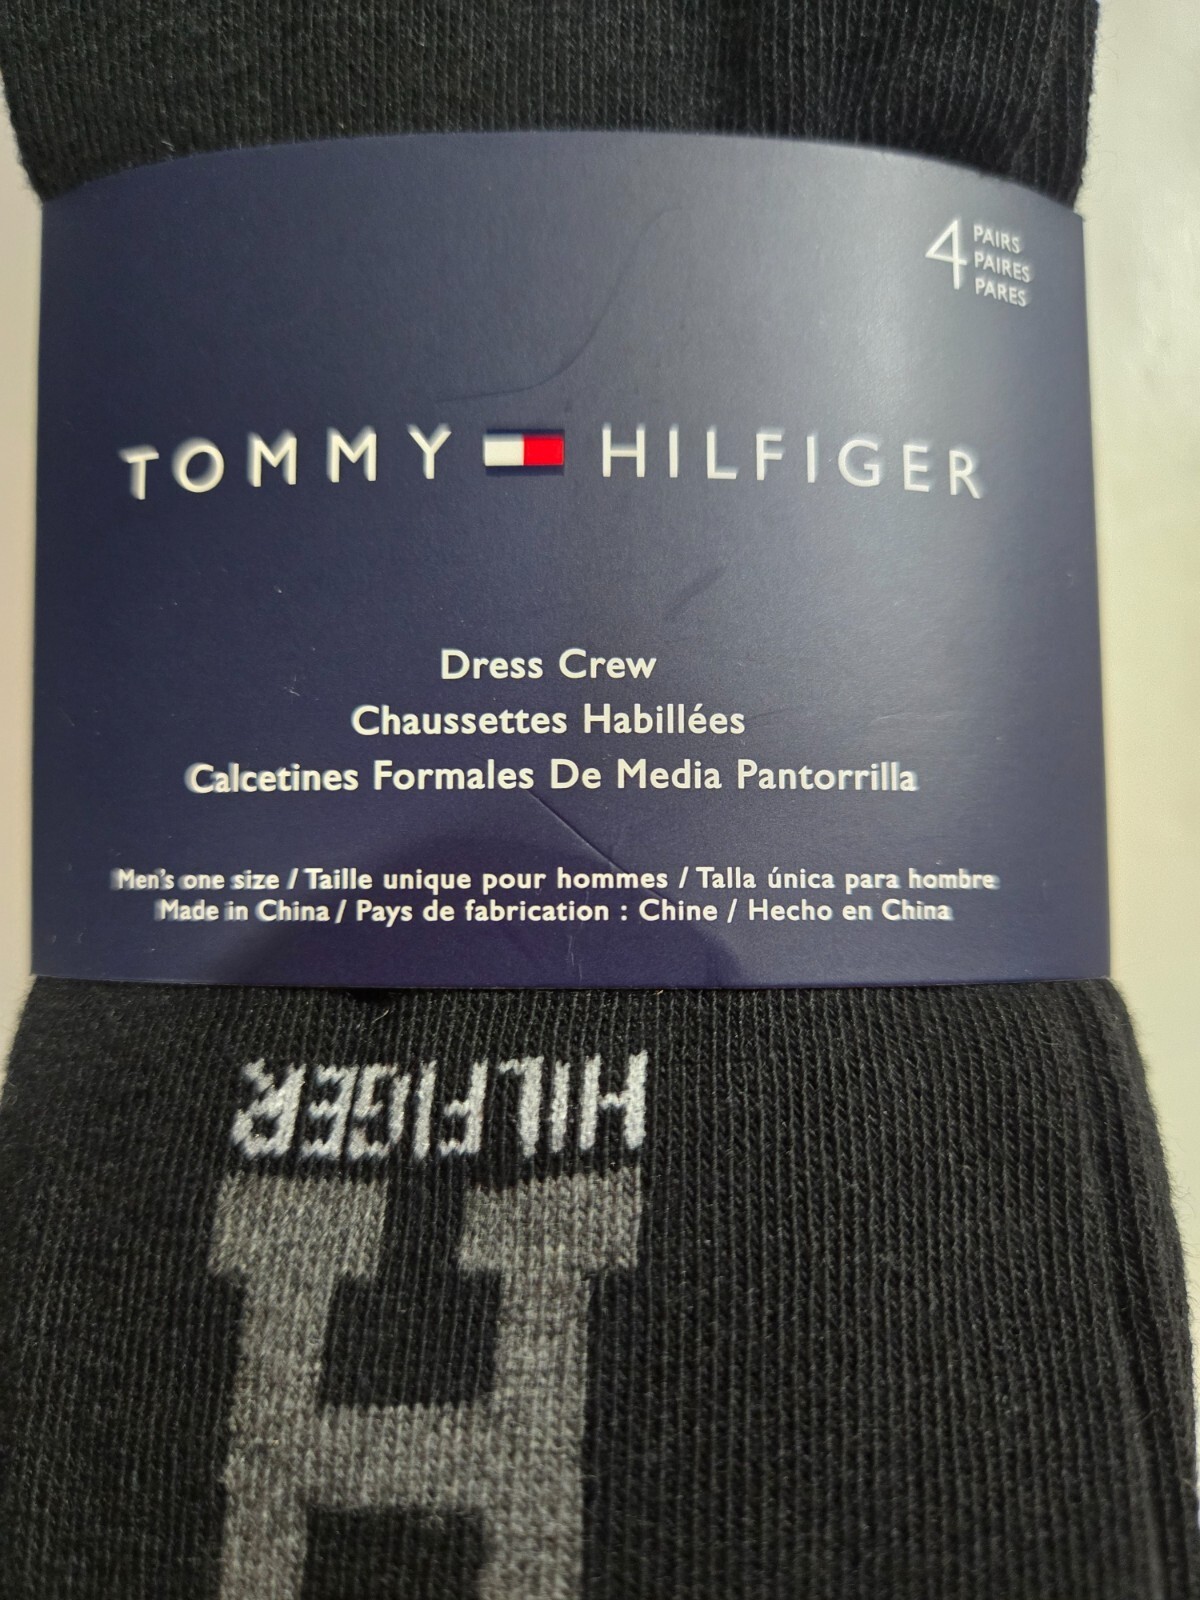 4 PAIRS
PAIRES
PARES
TOMMY HILFIGER
Dress Crew
Chaussettes Habillées
Calcetines Formales De Media Pantorrilla
Men's one size / Taille unique pour hommes / Talla única para hombre
Made in China / Pays de fabrication : Chine / Hecho en China
HILFIGER
H